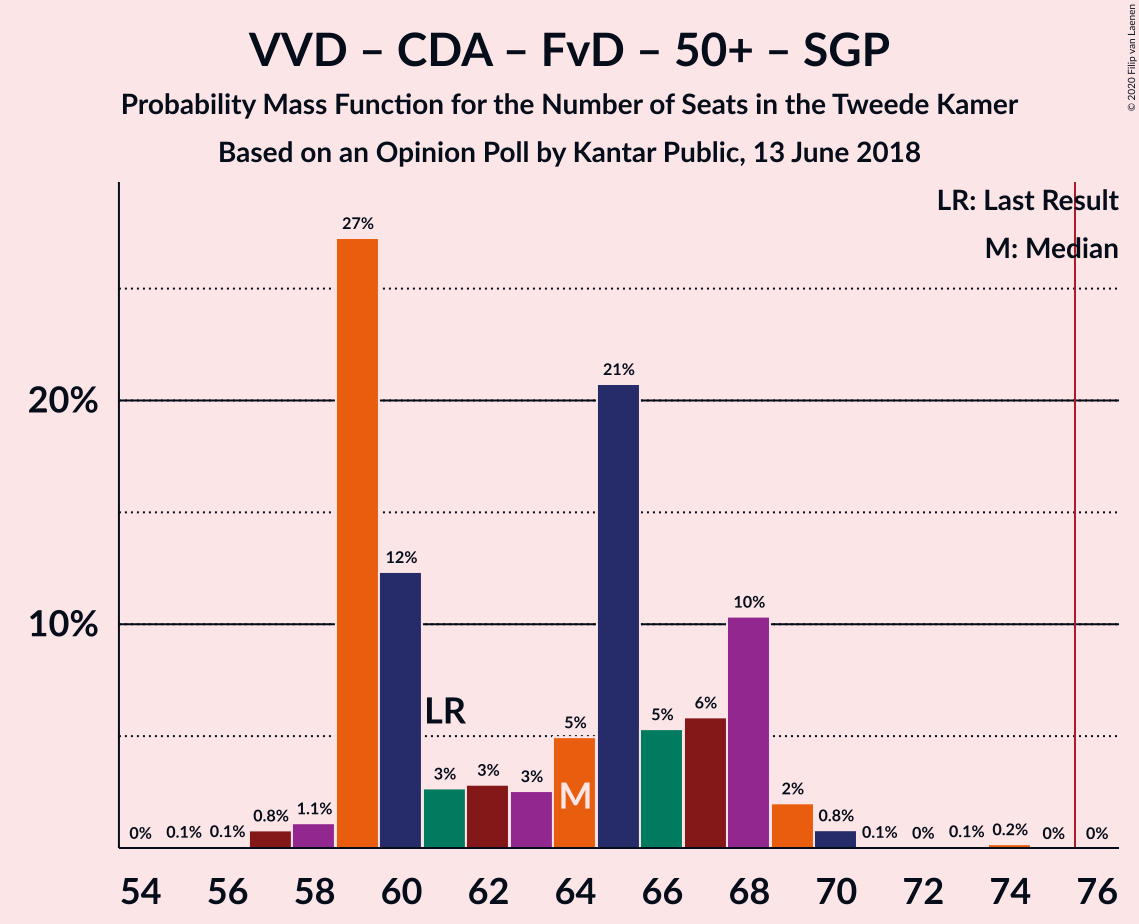 VVD – CDA – FvD – 50+ – SGP
Probability Mass Function for the Number of Seats in the Tweede Kamer
Based on an Opinion Poll by Kantar Public, 13 June 2018
© 2020 Filip van Laenen
LR: Last Result
M: Median
20%
10%
0%
0.1%
0.1%
0.8%
1.1%
27%
12%
3%
3%
3%
5%
21%
5%
6%
10%
2%
0.8%
0.1%
0%
0.1%
0.2%
0%
0%
LR
M
54 56 58 60 62 64 66 68 70 72 74 76